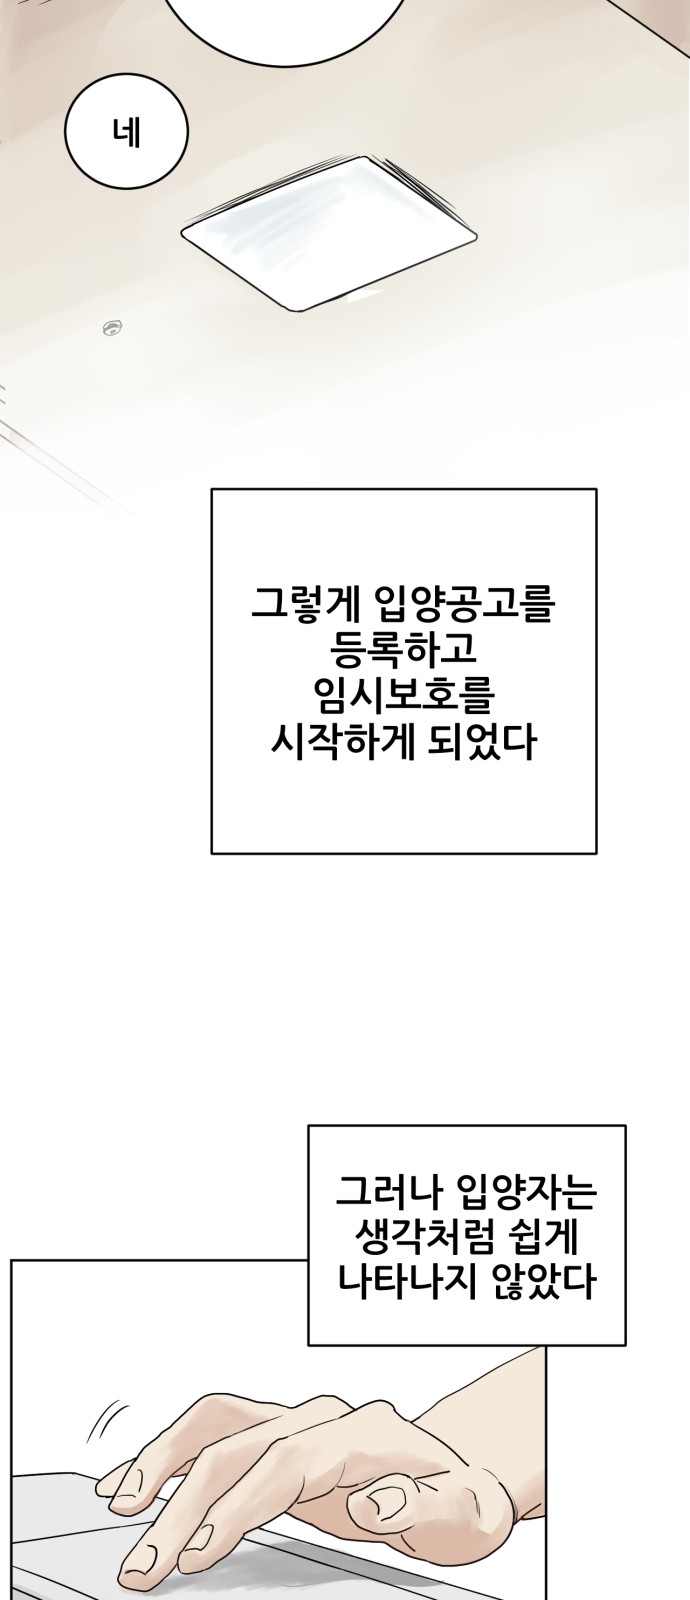 네
그렇게 입양공고를
등록하고
임시보호를
시작하게 되었다
그러나 입양자는
생각처럼 쉽게
나타나지 않았다